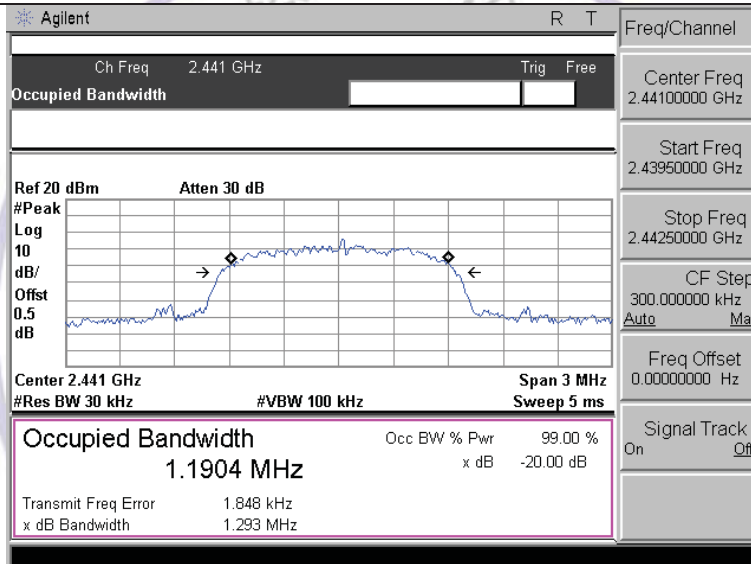 Agilent R T
Ch Freq 2.441 GHz Trig Free
Occupied Bandwidth
Ref 20 dBm Atten 30 dB
#Peak
Log
10
dB/
Offst
0.5
dB
Center 2.441 GHz Span 3 MHz
#Res BW 30 kHz #VBW 100 kHz Sweep 5 ms
Occupied Bandwidth
1.1904 MHz
Occ BW % Pwr 99.00 %
x dB -20.00 dB
Transmit Freq Error 1.848 kHz
x dB Bandwidth 1.293 MHz
Freq/Channel
Center Freq
2.44100000 GHz
Start Freq
2.43950000 GHz
Stop Freq
2.44250000 GHz
CF Step
300.000000 kHz
Auto Ma
Freq Offset
0.00000000 Hz
Signal Track
On Off